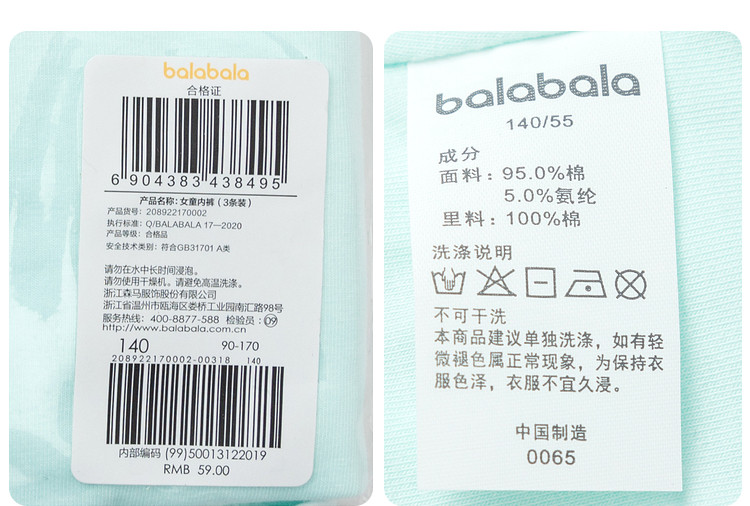 balabala
合格证
6 904383 438495
产品名称: 女童内裤（3条装）
产品货号: 208922170002
执行标准: Q/BALABALA 17—2020
产品等级: 合格品
安全技术类别: 符合GB31701 A类
请勿在水中长时间浸泡。
请勿使用干燥机。请避免高温洗涤。
浙江森马服饰股份有限公司
浙江省温州市瓯海区娄桥工业园南汇路98号
服务热线: 400-8877-588 检验员: 09
http://www.balabala.com.cn
140 90-170
208922170002-00318 140
内部编码 (99)50013122019
RMB 59.00
balabala
140/55
成分
面料: 95.0%棉
5.0%氨纶
里料: 100%棉
洗涤说明
不可干洗
本商品建议单独洗涤，如有轻
微褪色属正常现象，为保持衣
服色泽，衣服不宜久浸。
中国制造
0065